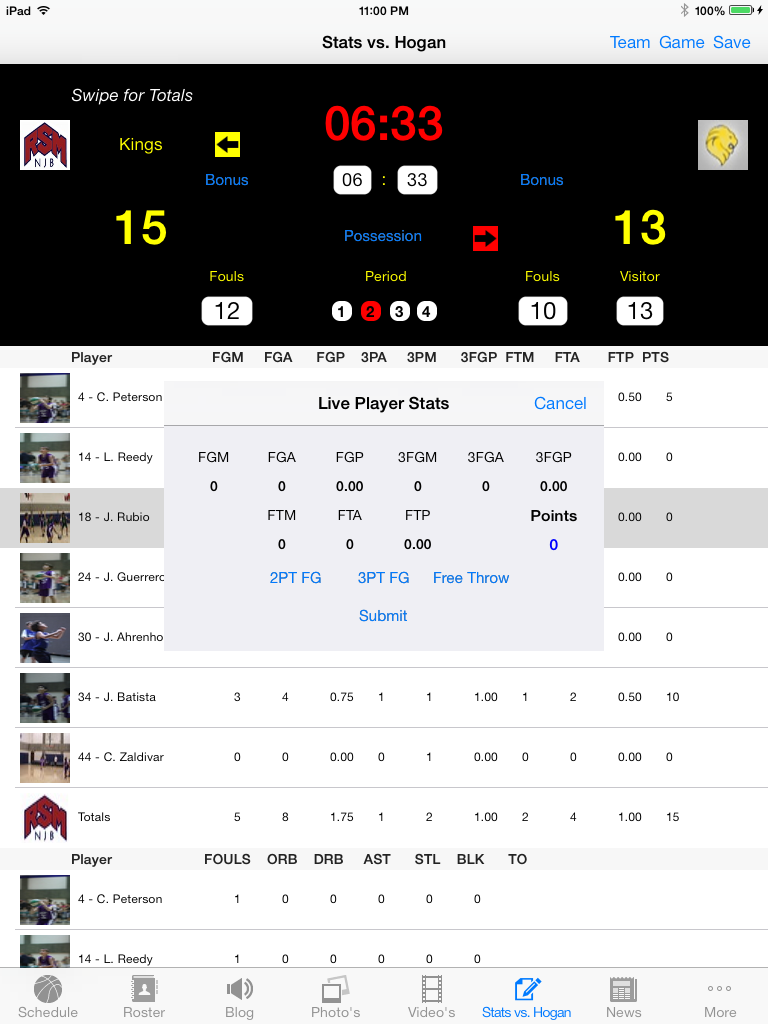 iPad 11:00 PM 100%
Stats vs. Hogan Team Game Save
Swipe for Totals
06:33
RSM
NJB
Kings
Bonus 06 : 33 Bonus
15 13
Possession
Fouls Period Fouls Visitor
12 1 2 3 4 10 13
Player FGM FGA FGP 3PA 3PM 3FGP FTM FTA FTP PTS
4 - C. Peterson 0.50 5
Live Player Stats Cancel
14 - L. Reedy 0.00 0
FGM FGA FGP 3FGM 3FGA 3FGP
0 0 0.00 0 0 0.00
18 - J. Rubio 0.00 0
FTM FTA FTP Points
0 0 0.00 0
24 - J. Guerrero 0.00 0
2PT FG 3PT FG Free Throw
Submit
30 - J. Ahrenho 0.00 0
34 - J. Batista 3 4 0.75 1 1 1.00 1 2 0.50 10
44 - C. Zaldivar 0 0 0.00 0 1 0.00 0 0 0.00 0
RSM
NJB
Totals 5 8 1.75 1 2 1.00 2 4 1.00 15
Player FOULS ORB DRB AST STL BLK TO
4 - C. Peterson 1 0 0 0 0 0
14 - L. Reedy 1 0 0 0 0 0
Schedule Roster Blog Photo's Video's Stats vs. Hogan News More